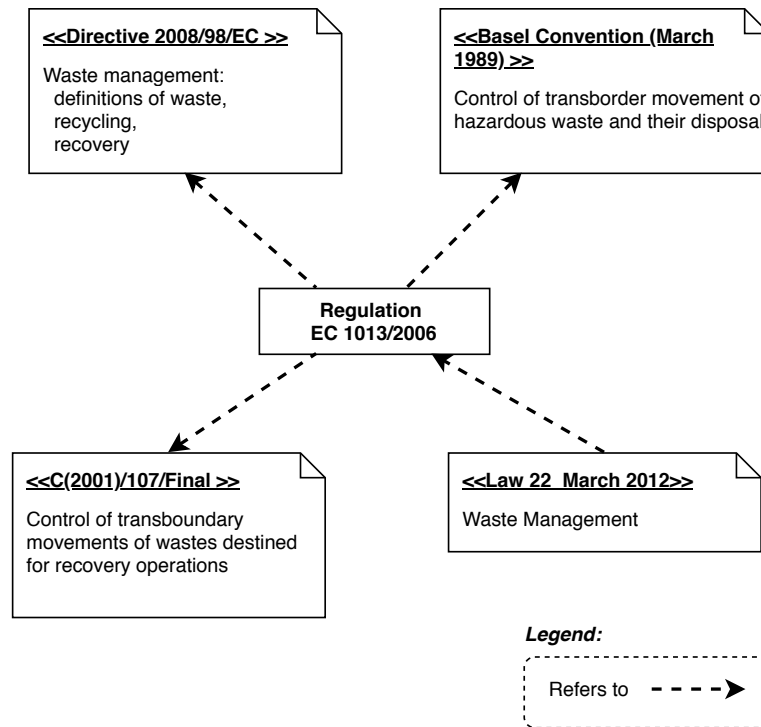 <<Directive 2008/98/EC >>
Waste management:
definitions of waste,
recycling,
recovery
<<Basel Convention (March
1989) >>
Control of transborder movement of
hazardous waste and their disposal
Regulation
EC 1013/2006
<<C(2001)/107/Final >>
Control of transboundary
movements of wastes destined
for recovery operations
<<Law 22 March 2012>>
Waste Management
Legend:
Refers to